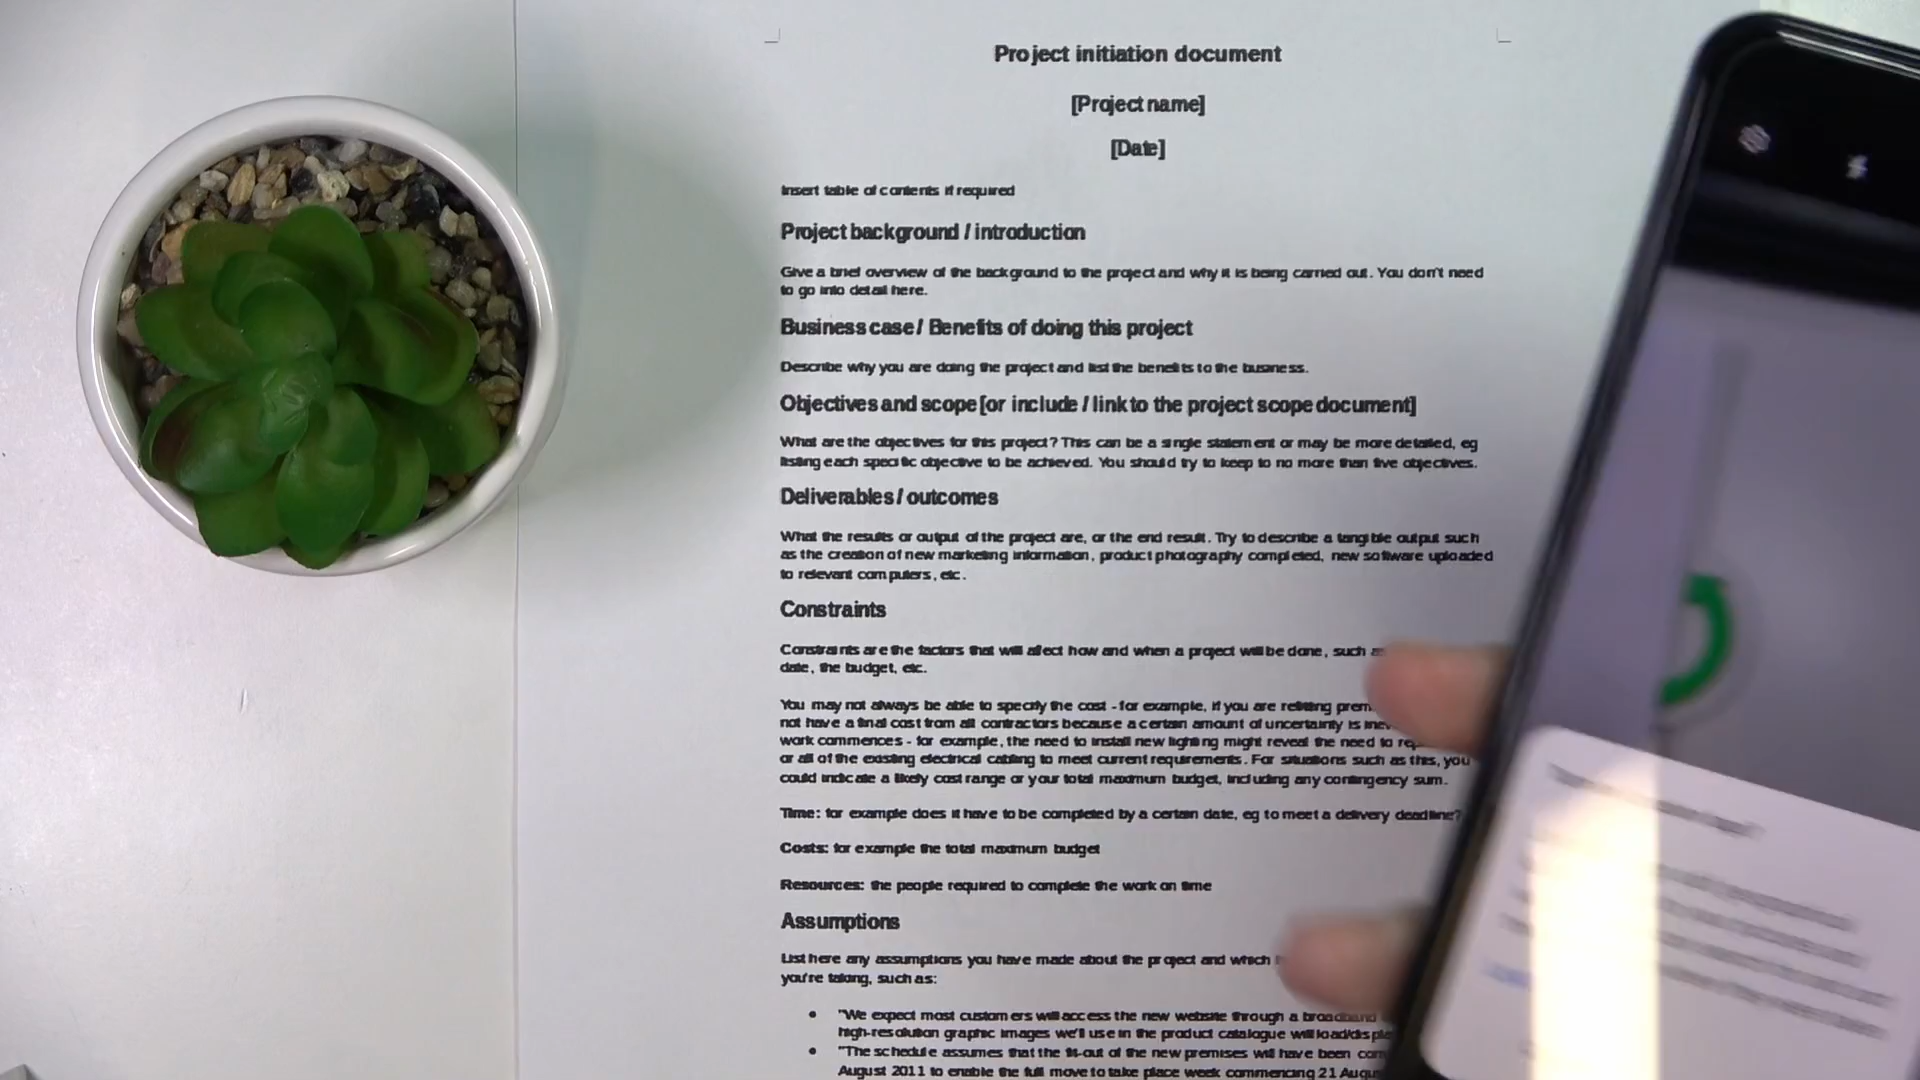 Project initiation document
[Project name]
[Date]
Insert table of contents if required
Project background / introduction
Give a brief overview of the background to the project and why it is being carried out. You don't need
to go into detail here.
Business case / Benefits of doing this project
Describe why you are doing the project and list the benefits to the business.
Objectives and scope [or include / link to the project scope document]
What are the objectives for this project? This can be a single statement or may be more detailed, eg
listing each specific objective to be achieved. You should try to keep to no more than five objectives.
Deliverables / outcomes
What the results or output of the project are, or the end result. Try to describe a tangible output such
as the creation of new marketing information, product photography completed, new software uploaded
to relevant computers, etc.
Constraints
Constraints are the factors that will affect how and when a project will be done, such
date, the budget, etc.
You may not always be able to specify the cost - for example, if you are refitting
not have a final cost from all contractors because a certain amount of uncertainty is
work commences - for example, the need to install new lighting might reveal the need to
or all of the existing electrical cabling to meet current requirements. For situations such as this, you
could indicate a likely cost range or your total maximum budget, including any contingency sum.
Time: for example does it have to be completed by a certain date, eg to meet a delivery deadline?
Costs: for example the total maximum budget
Resources: the people required to complete the work on time
Assumptions
List here any assumptions you have made about the project and which
you're taking, such as:
• "We expect most customers will access the new website through a broadband
high-resolution graphic images we'll use in the product catalogue will
• "The schedule assumes that the fit-out of the new premises will have been
August 2011 to enable the full move to take place week commencing 21